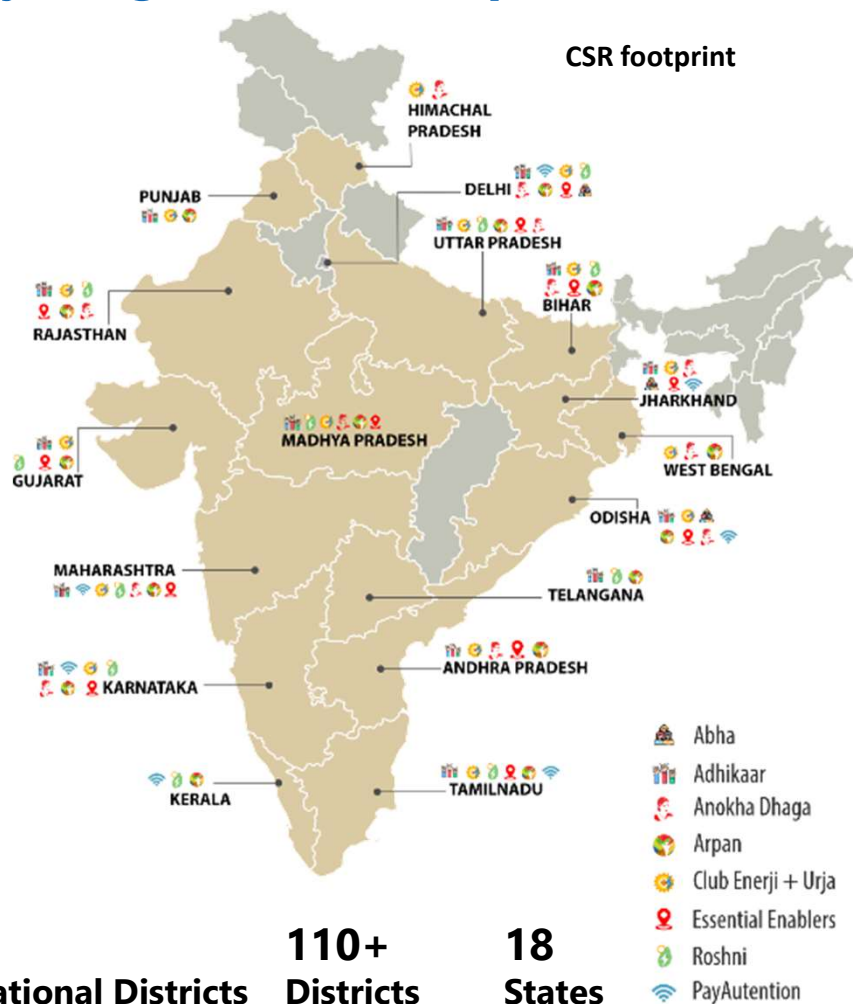 CSR footprint
HIMACHAL
PRADESH
PUNJAB
DELHI
UTTAR PRADESH
BIHAR
RAJASTHAN
JHARKHAND
MADHYA PRADESH
WEST BENGAL
GUJARAT
ODISHA
MAHARASHTRA
TELANGANA
ANDHRA PRADESH
KARNATAKA
TAMILNADU
KERALA
Abha
Adhikaar
Anokha Dhaga
Arpan
Club Enerji + Urja
Essential Enablers
Roshni
PayAutention
110+
18
Districts
States